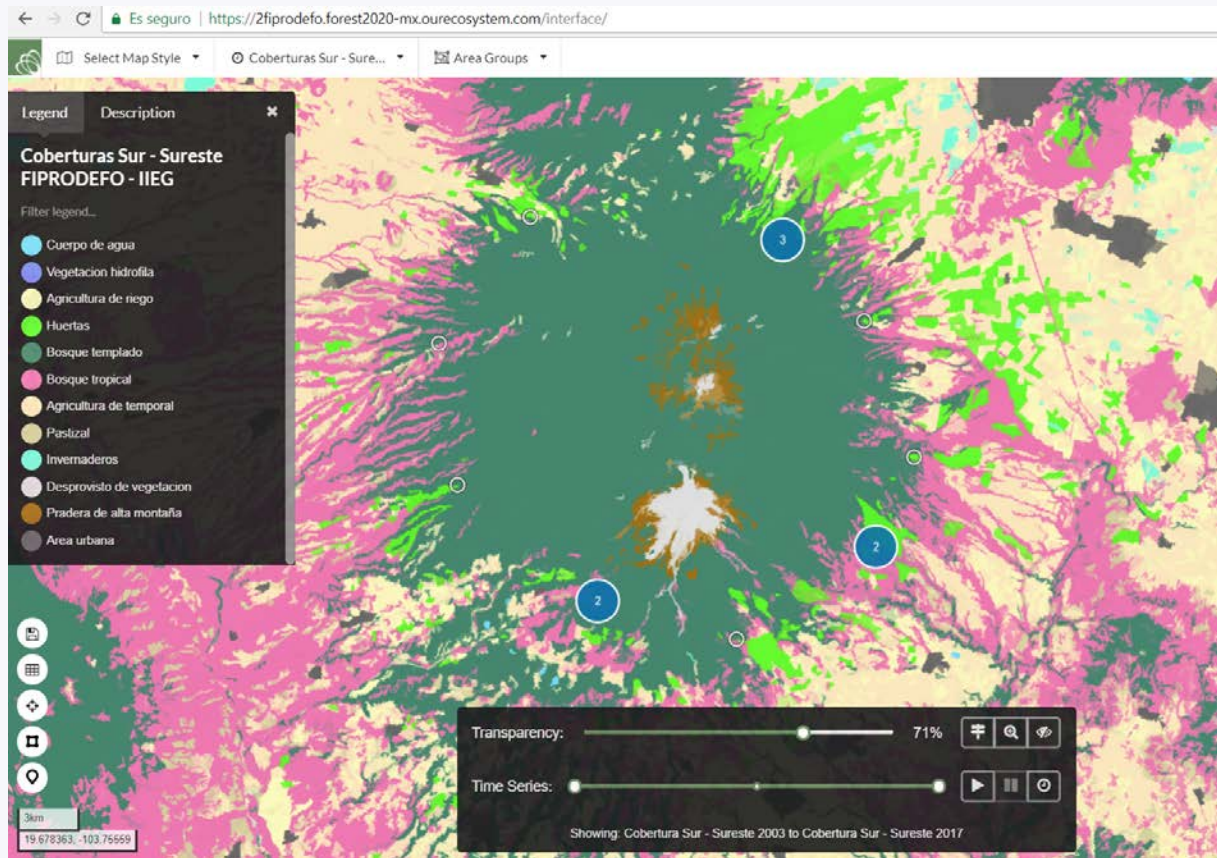 Es seguro | https://2fiprodefo.forest2020-mx.ourecosystem.com/interface/
Select Map Style
Coberturas Sur - Sure...
Area Groups
Legend
Description
Coberturas Sur - Sureste
FIPRODEFO - IIEG
Filter legend...
Cuerpo de agua
Vegetacion hidrofila
Agricultura de riego
Huertas
Bosque templado
Bosque tropical
Agricultura de temporal
Pastizal
Invernaderos
Desprovisto de vegetacion
Pradera de alta montaña
Area urbana
3
2
2
2
Transparency:
71%
Time Series:
Showing: Cobertura Sur - Sureste 2003 to Cobertura Sur - Sureste 2017
3km
19.678363, -103.75559